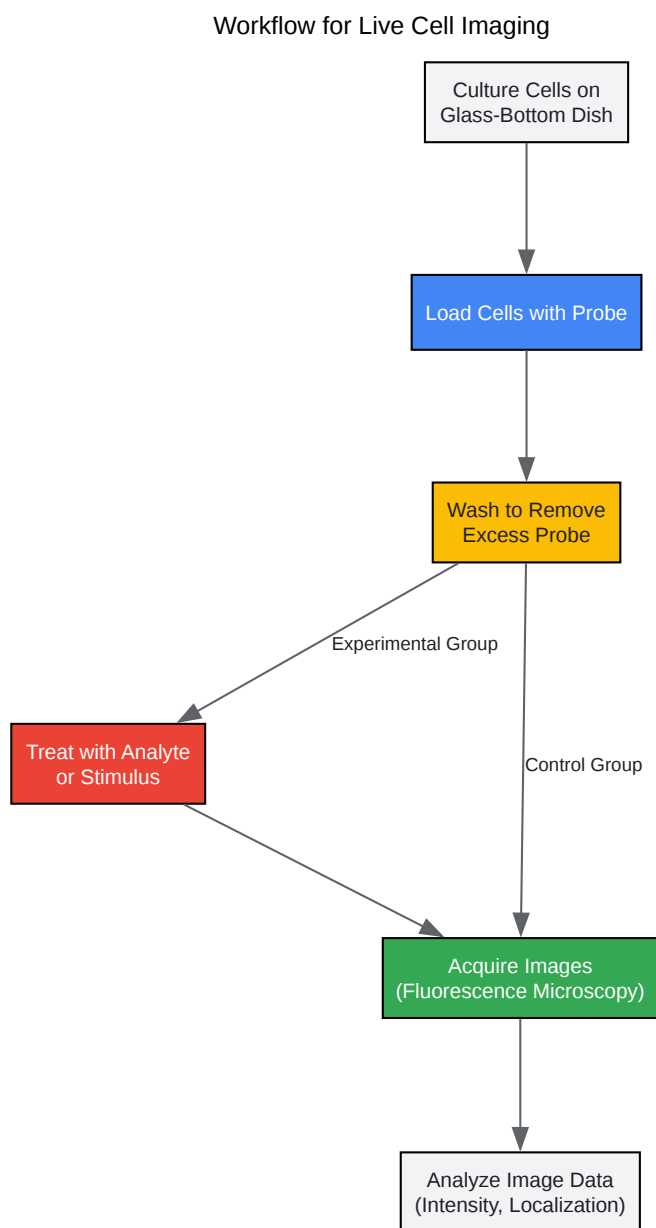 Workflow for Live Cell Imaging
Culture Cells on
Glass-Bottom Dish
Load Cells with Probe
Wash to Remove
Excess Probe
Experimental Group
Treat with Analyte
or Stimulus
Control Group
Acquire Images
(Fluorescence Microscopy)
Analyze Image Data
(Intensity, Localization)